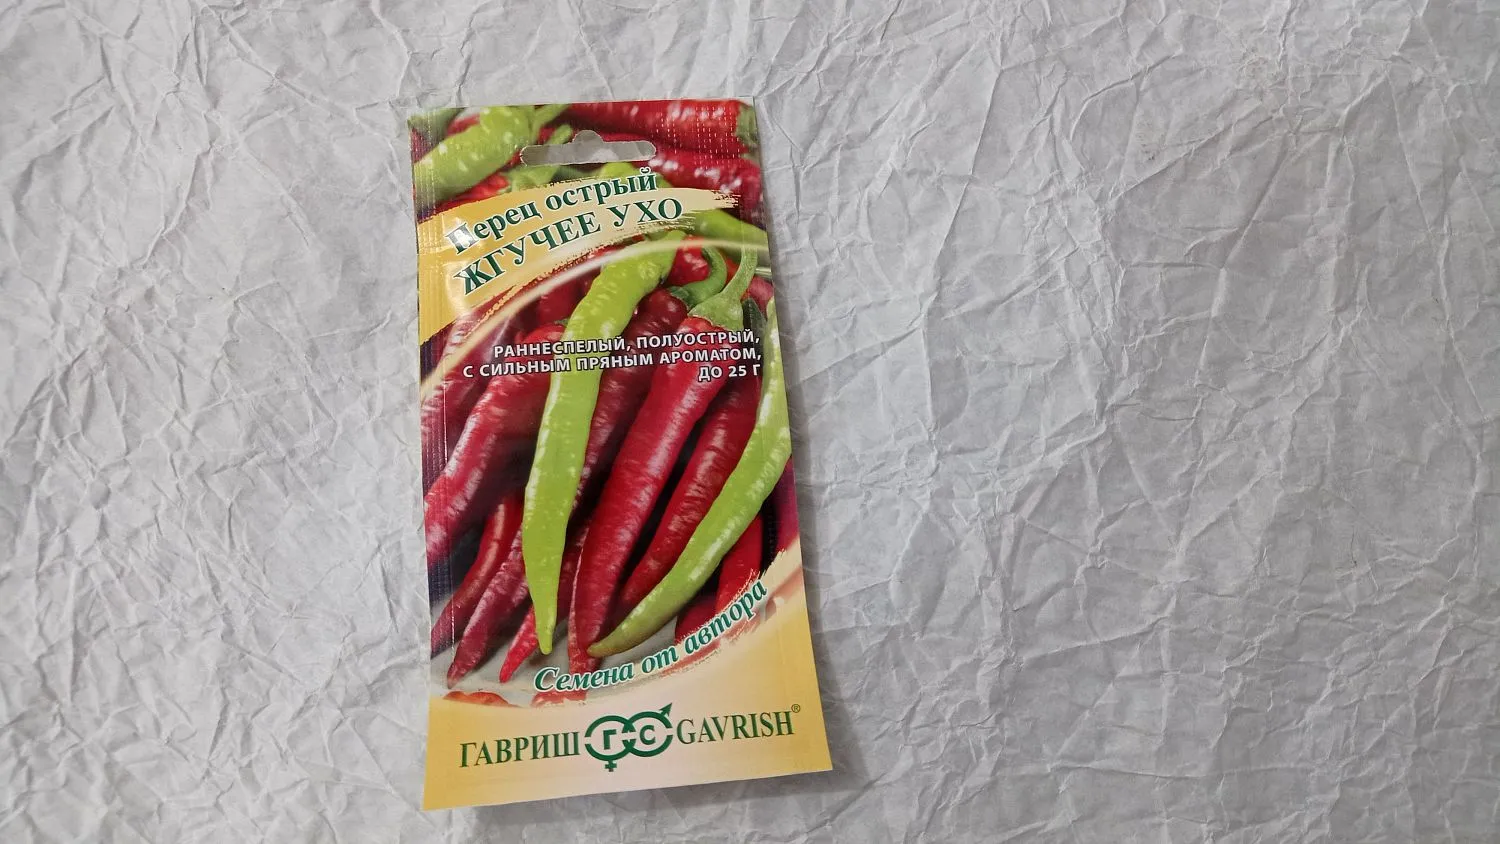 Перец острый
ЖГУЧЕЕ УХО
РАННЕСПЕЛЫЙ, ПОЛУОСТРЫЙ,
С СИЛЬНЫМ ПРЯНЫМ АРОМАТОМ,
ДО 25 Г
Семена от автора
ГАВРИШ ГС GAVRISH®